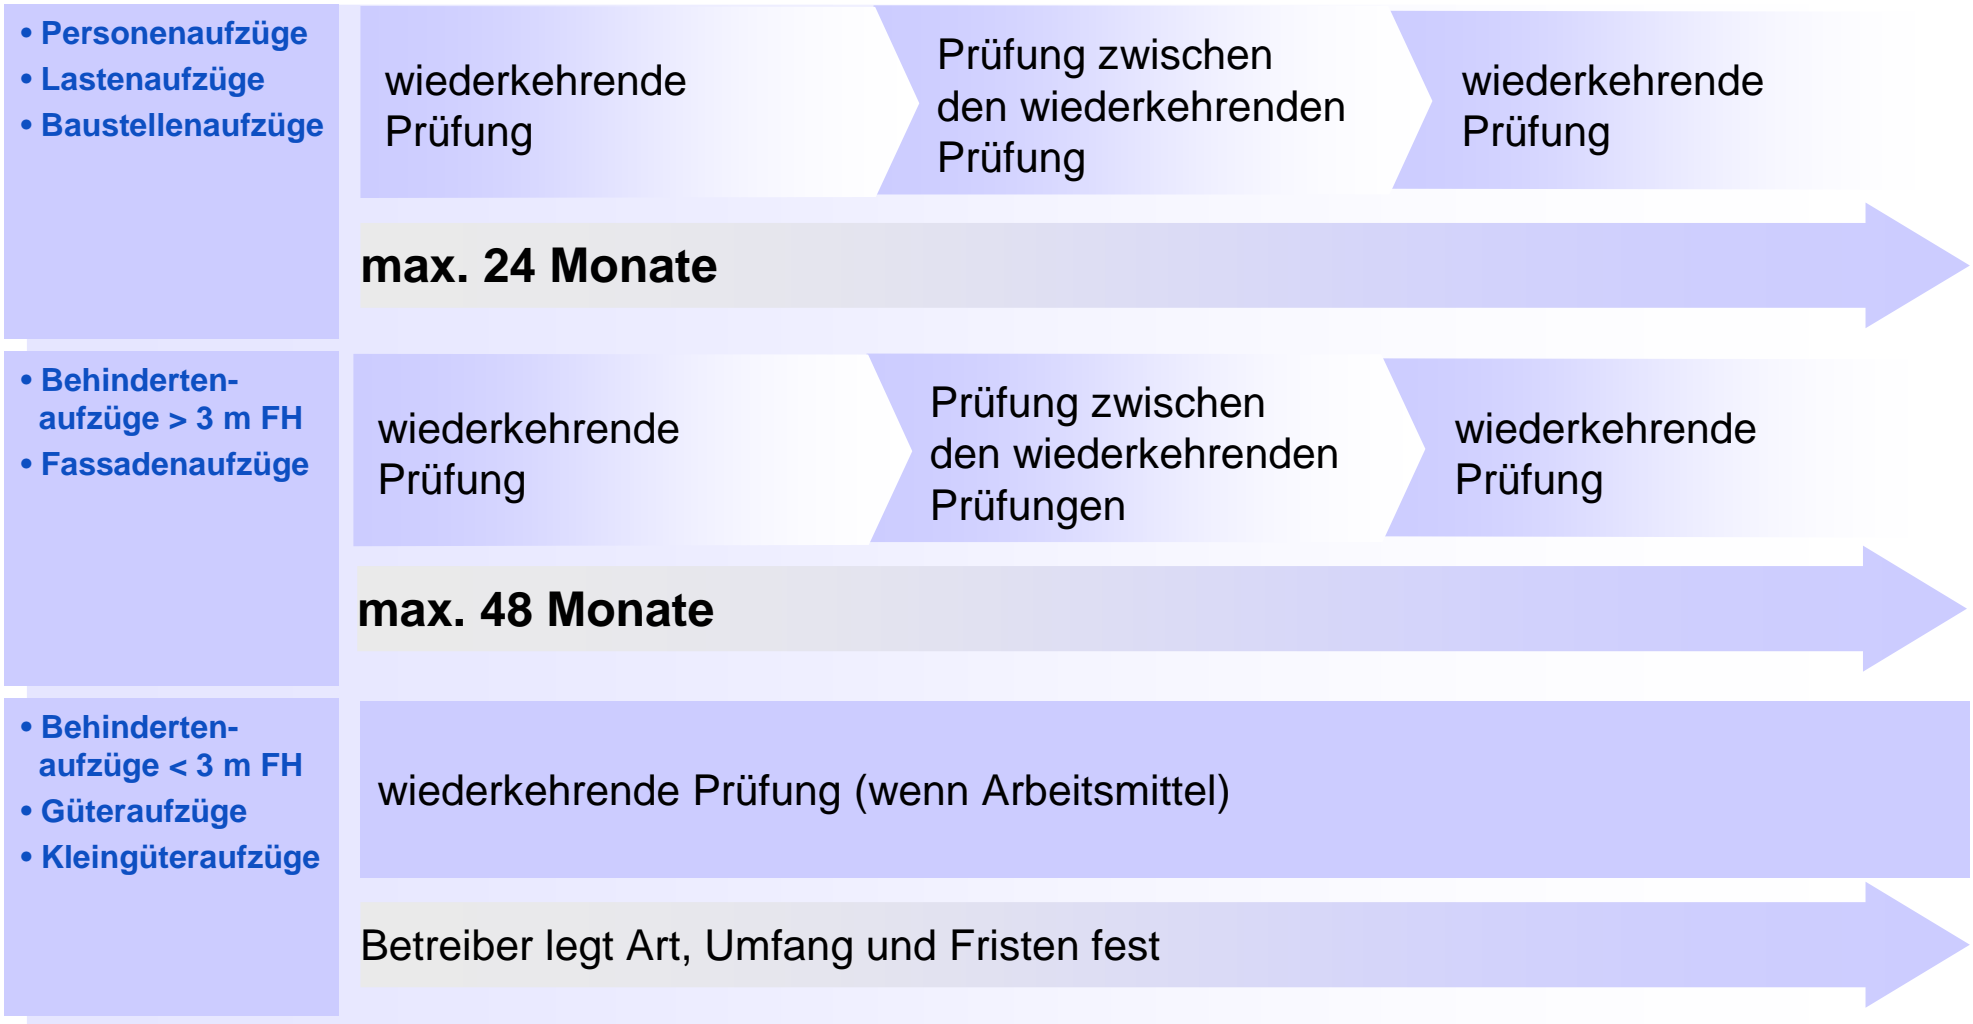 • Personenaufzüge
• Lastenaufzüge
• Baustellenaufzüge
wiederkehrende
Prüfung
Prüfung zwischen
den wiederkehrenden
Prüfung
wiederkehrende
Prüfung
max. 24 Monate
• Behinderten-
aufzüge > 3 m FH
• Fassadenaufzüge
wiederkehrende
Prüfung
Prüfung zwischen
den wiederkehrenden
Prüfungen
wiederkehrende
Prüfung
max. 48 Monate
• Behinderten-
aufzüge < 3 m FH
• Güteraufzüge
• Kleingüteraufzüge
wiederkehrende Prüfung (wenn Arbeitsmittel)
Betreiber legt Art, Umfang und Fristen fest